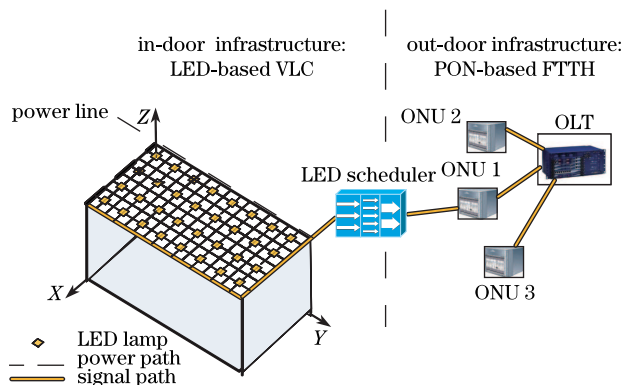 in-door infrastructure:
LED-based VLC
out-door infrastructure:
PON-based FTTH
power line
Z
ONU 2
OLT
ONU 1
LED scheduler
X
ONU 3
Y
LED lamp
power path
signal path